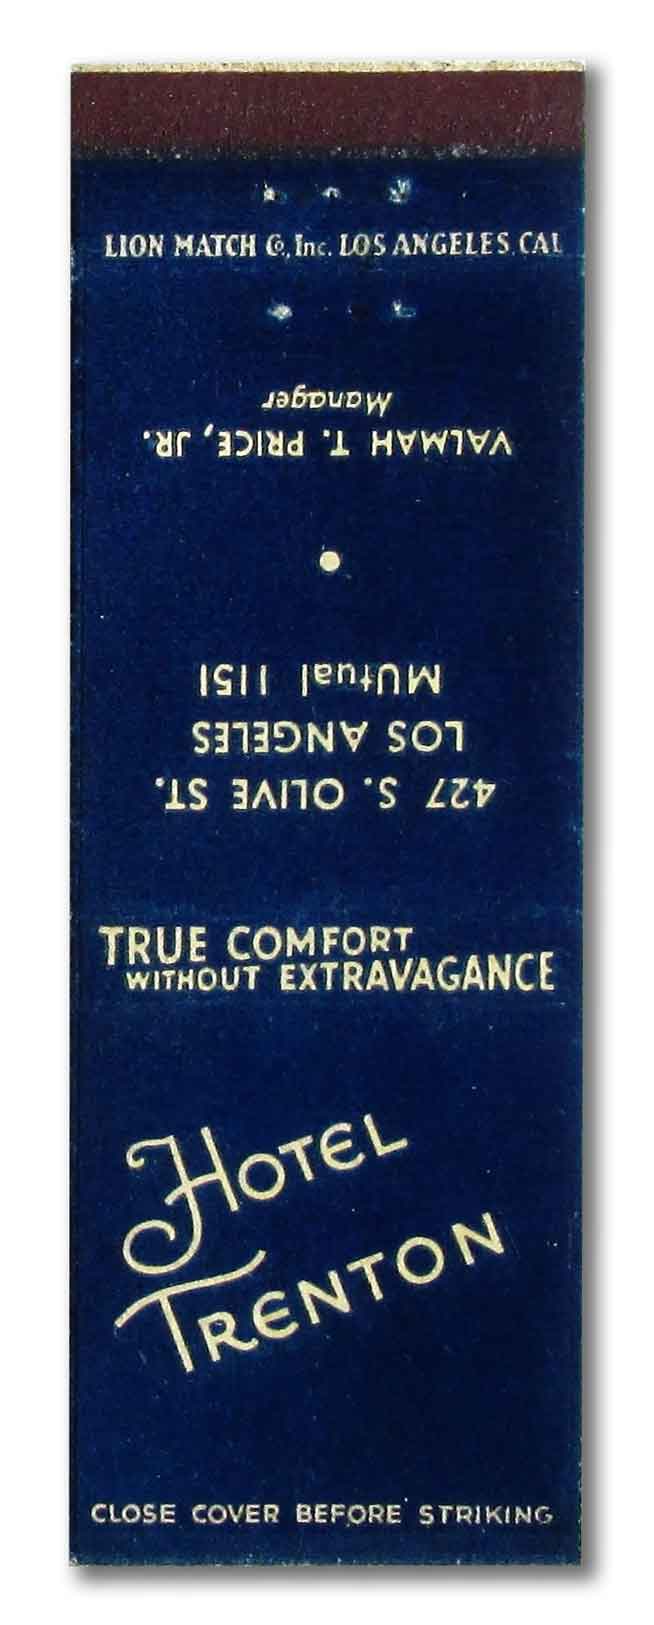 LION MATCH Co., Inc. LOS ANGELES, CAL
427 S. OLIVE ST.
LOS ANGELES
MUtual 1151
VALMAH T. PRICE, JR.
Manager
TRUE COMFORT
WITHOUT EXTRAVAGANCE
HOTEL
TRENTON
CLOSE COVER BEFORE STRIKING